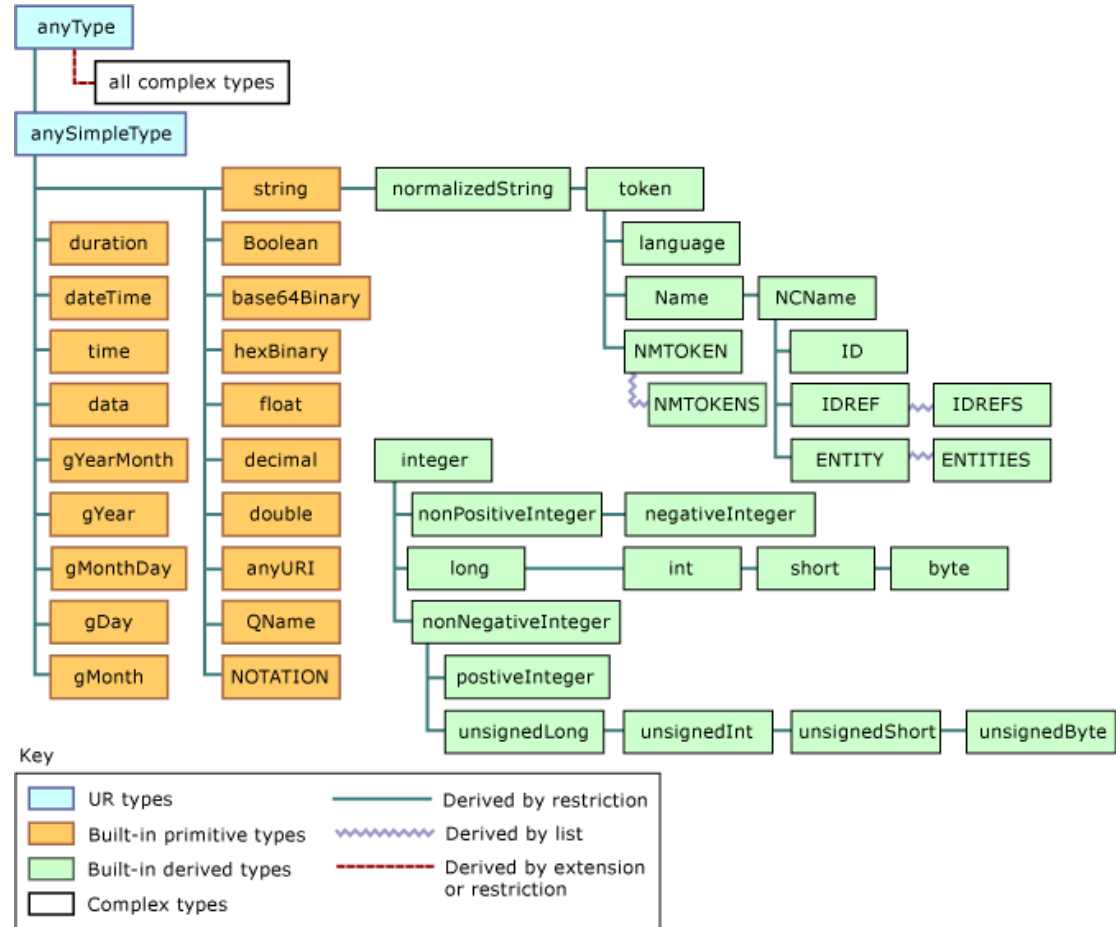 anyType
all complex types
anySimpleType
string
normalizedString
token
duration
Boolean
language
dateTime
base64Binary
Name
NCName
time
hexBinary
NMTOKEN
ID
data
float
NMTOKENS
IDREF
IDREFS
gYearMonth
decimal
integer
ENTITY
ENTITIES
gYear
double
nonPositiveInteger
negativeInteger
gMonthDay
anyURI
long
int
short
byte
gDay
QName
nonNegativeInteger
gMonth
NOTATION
postiveInteger
unsignedLong
unsignedInt
unsignedShort
unsignedByte
Key
UR types
Derived by restriction
Built-in primitive types
Derived by list
Built-in derived types
Derived by extension
or restriction
Complex types